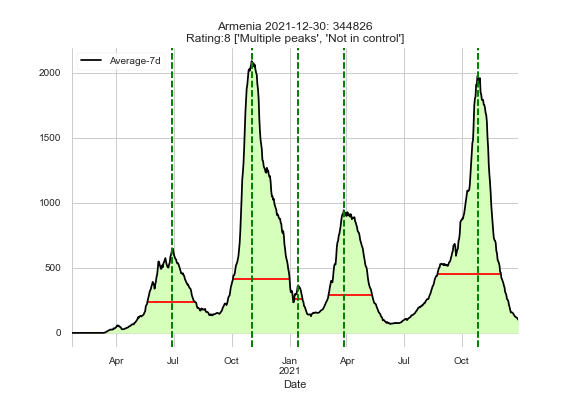 Armenia 2021-12-30: 344826
Rating:8 ['Multiple peaks', 'Not in control']
Average-7d
2000
1500
1000
500
0
Apr Jul Oct Jan Apr Jul Oct
2021
Date